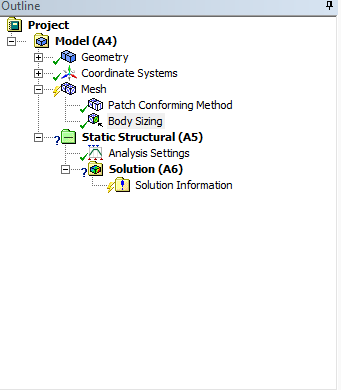 Outline
Project
Model (A4)
Geometry
Coordinate Systems
Mesh
Patch Conforming Method
Body Sizing
Static Structural (A5)
Analysis Settings
Solution (A6)
Solution Information